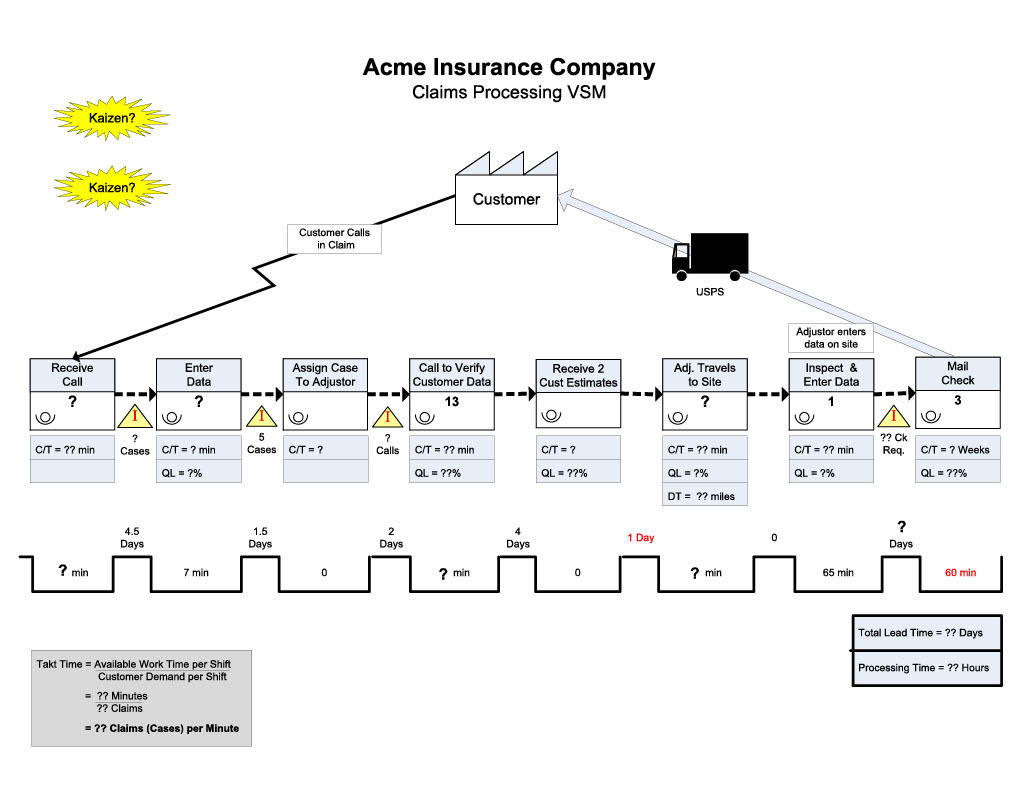 Acme Insurance Company
Claims Processing VSM
Kaizen?
Kaizen?
Customer
Customer Calls
in Claim
USPS
Adjustor enters
data on site
Receive
Call
?
C/T = ?? min
I
?
Cases
Enter
Data
?
C/T = ? min
QL = ?%
I
5
Cases
Assign Case
To Adjustor
C/T = ?
I
?
Calls
Call to Verify
Customer Data
13
C/T = ?? min
QL = ??%
Receive 2
Cust Estimates
C/T = ?
QL = ??%
Adj. Travels
to Site
?
C/T = ?? min
QL = ?%
DT = ?? miles
Inspect &
Enter Data
1
C/T = ?? min
QL = ?%
I
?? Ck
Req.
Mail
Check
3
C/T = ? Weeks
QL = ??%
4.5
Days
1.5
Days
2
Days
4
Days
1 Day
0
?
Days
? min
7 min
0
? min
0
? min
65 min
60 min
Total Lead Time = ?? Days
Processing Time = ?? Hours
Takt Time = Available Work Time per Shift
Customer Demand per Shift
= ?? Minutes
?? Claims
= ?? Claims (Cases) per Minute